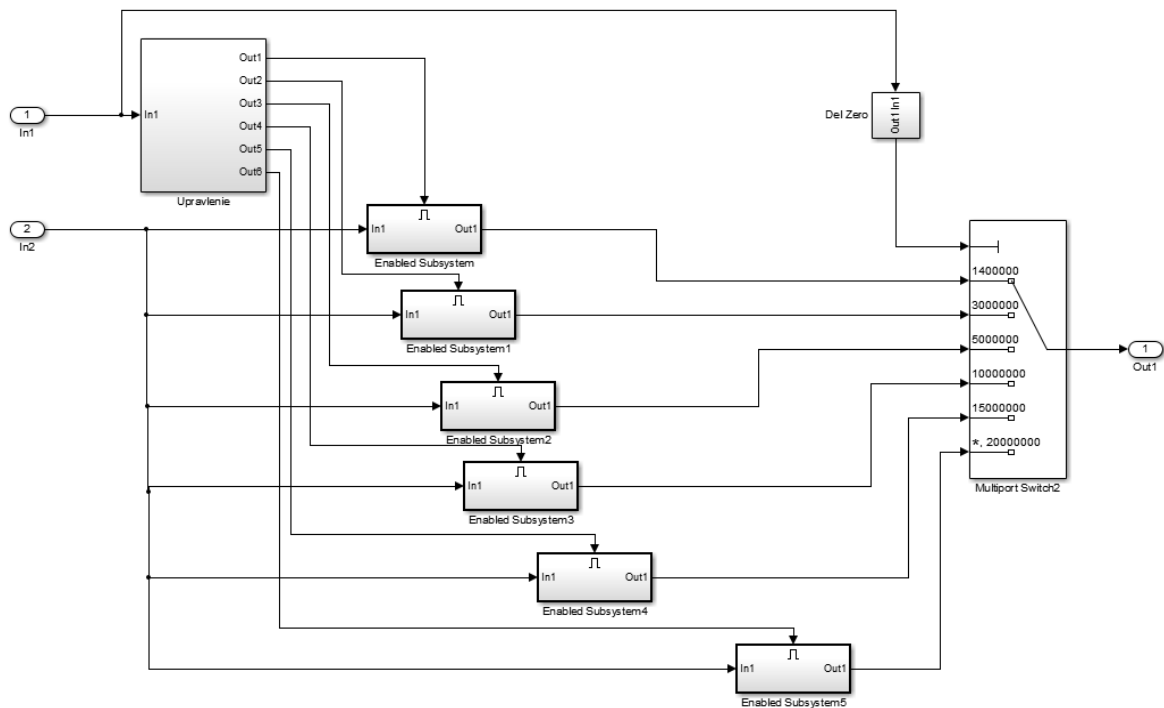 Out1
Out2
Out3
Out4
Out5
Out6
In1
Upravlenie
1
In1
Del Zero
Out1 In1
2
In2
In1 Out1
Enabled Subsystem
In1 Out1
Enabled Subsystem1
In1 Out1
Enabled Subsystem2
In1 Out1
Enabled Subsystem3
In1 Out1
Enabled Subsystem4
In1 Out1
Enabled Subsystem5
1400000
3000000
5000000
10000000
15000000
*, 20000000
Multiport Switch2
1
Out1